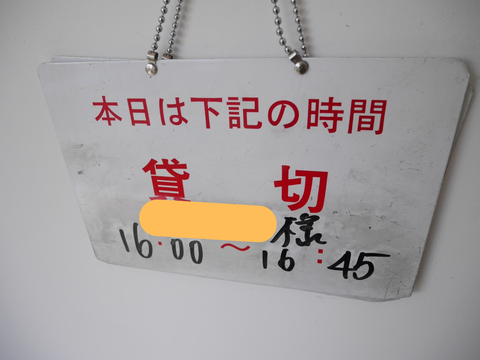 本日は下記の時間
貸 切
様
16:00 〜 16:45